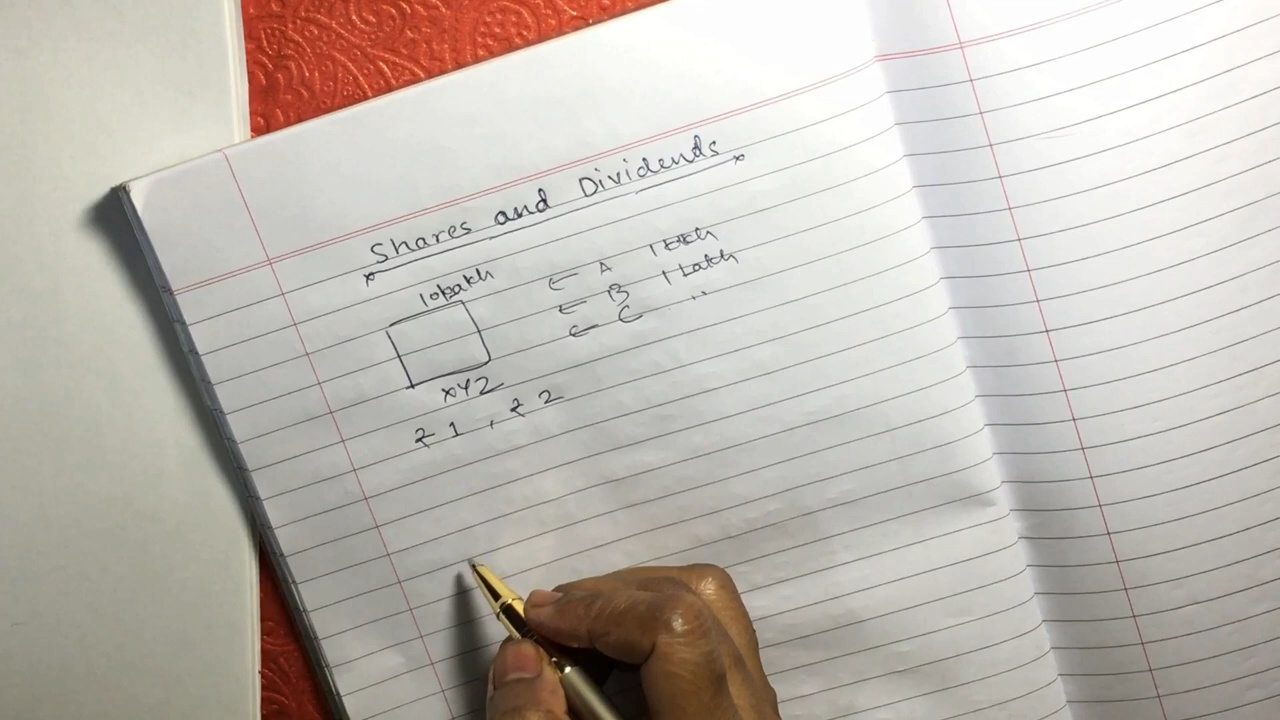 Shares and Dividends
10 Lakh
← A 1 Lakh
← B 1 Lakh
← C "
XYZ
₹ 1 , ₹ 2